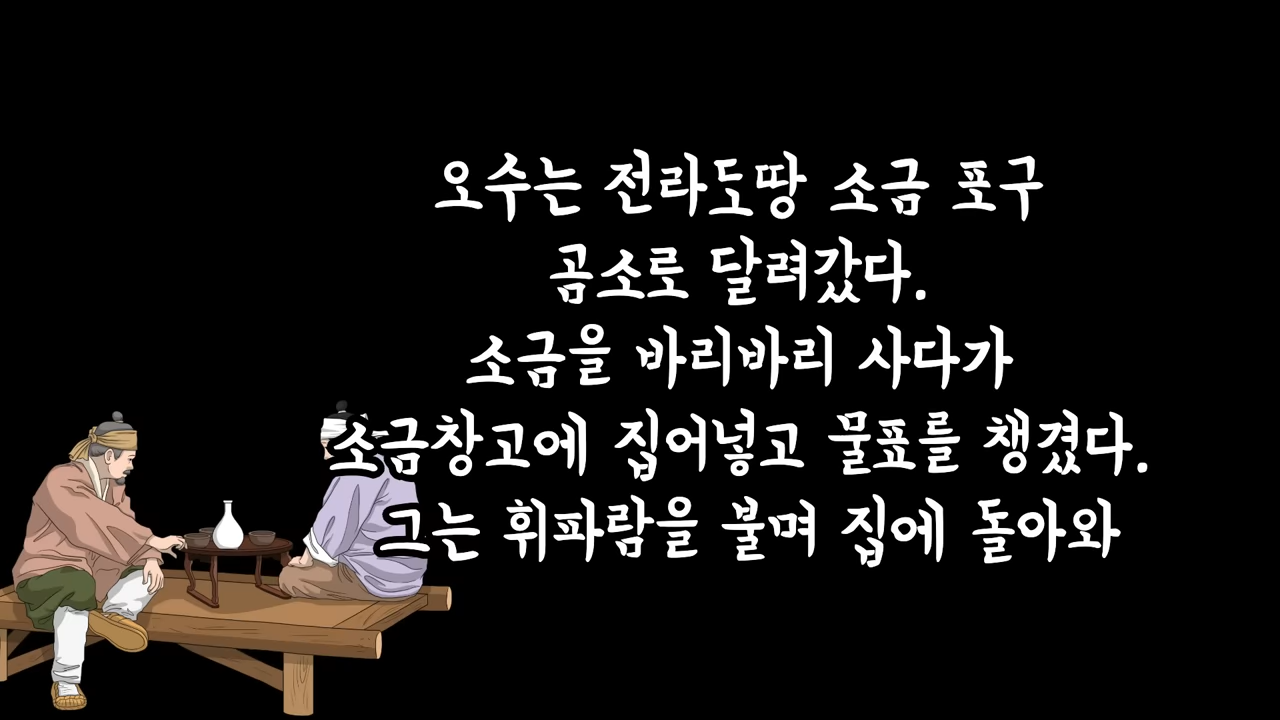 오수는 전라도땅 소금 포구
곰소로 달려갔다.
소금을 바리바리 사다가
소금창고에 집어넣고 물표를 챙겼다.
그는 휘파람을 불며 집에 돌아와